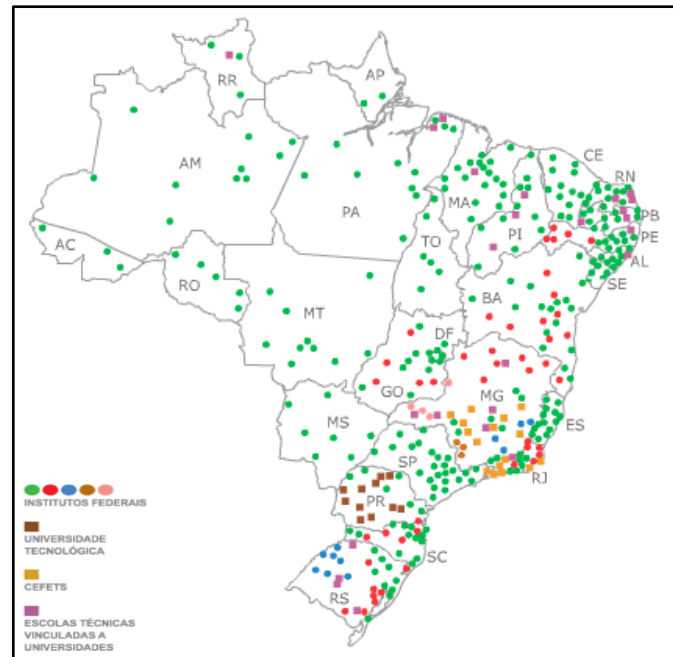 AP
RR
AM
PA
MA
CE
RN
PB
PE
AL
SE
PI
TO
AC
RO
MT
BA
DF
GO
MG
ES
MS
SP
RJ
PR
SC
RS
INSTITUTOS FEDERAIS
UNIVERSIDADE
TECNOLÓGICA
CEFETS
ESCOLAS TÉCNICAS
VINCULADAS A
UNIVERSIDADES